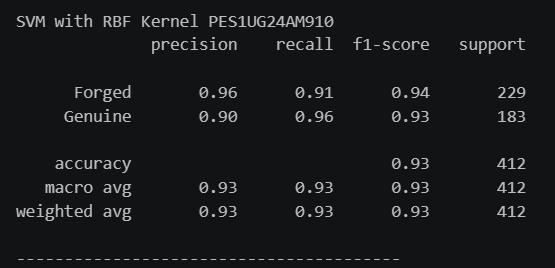 SVM with RBF Kernel PES1UG24AM910
precision recall f1-score support
Forged 0.96 0.91 0.94 229
Genuine 0.90 0.96 0.93 183
accuracy 0.93 412
macro avg 0.93 0.93 0.93 412
weighted avg 0.93 0.93 0.93 412
----------------------------------------